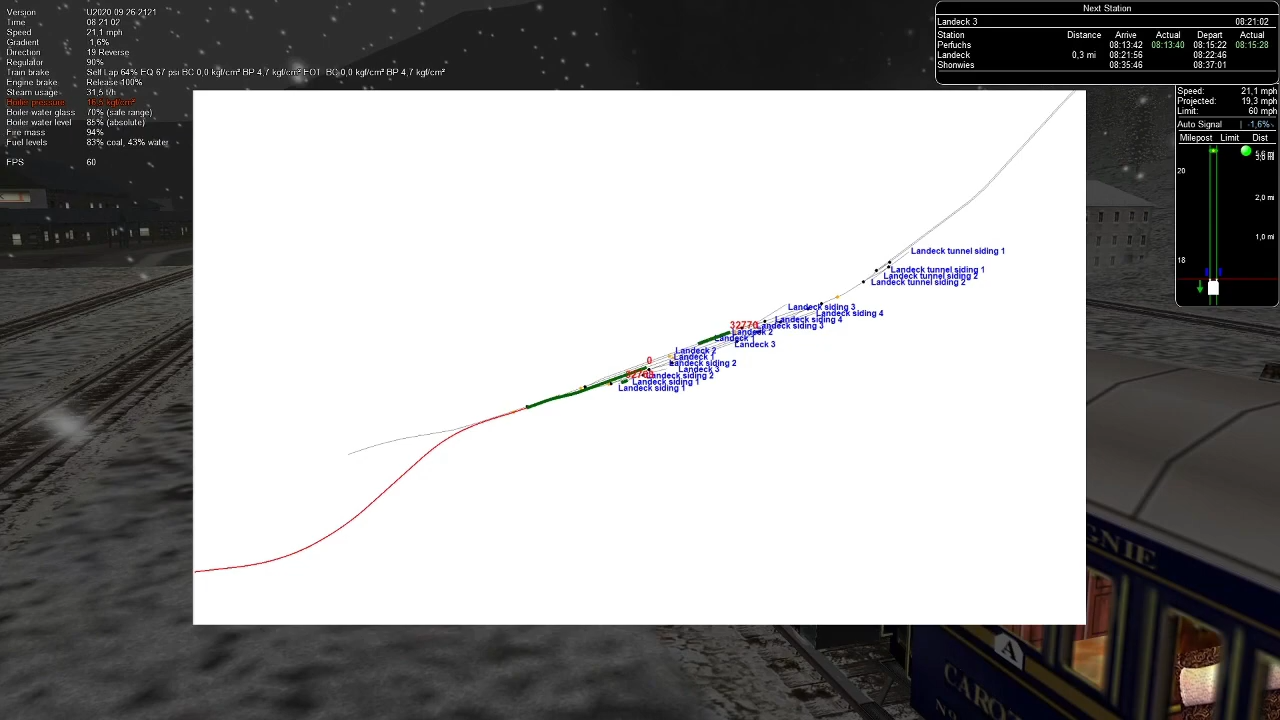 Version U2020 09 26 2121
Time 08 21 02
Speed 21,1 mph
Gradient -1,6%
Direction 19 Reverse
Regulator 90%
Train brake Self Lap 64% EQ 67 psi BC 0,0 kgf/cm² BP 4,7 kgf/cm² EOT BC 0,0 kgf/cm² BP 4,7 kgf/cm²
Engine brake Release 100%
Steam usage 31,5 t/h
Boiler pressure 16,5 kgf/cm²
Boiler water glass 70% (safe range)
Boiler water level 85% (absolute)
Fire mass 94%
Fuel levels 83% coal, 43% water
FPS 60
Next Station
Landeck 3 08:21:02
Station Distance Arrive Actual Depart Actual
Perfuchs 08:13:42 08:13:40 08:15:22 08:15:28
Landeck 0,3 mi 08:21:56 08:22:46
Shonwies 08:35:46 08:37:01
Speed: 21,1 mph
Projected: 19,3 mph
Limit: 60 mph
Auto Signal | -1,6%
Milepost Limit Dist
20
2,0 mi
1,0 mi
18
Landeck tunnel siding 1
Landeck tunnel siding 1
Landeck tunnel siding 2
Landeck tunnel siding 2
Landeck siding 3
Landeck siding 4
Landeck siding 4
Landeck siding 3
32770
Landeck 2
Landeck 1
Landeck 3
Landeck 2
Landeck 1
0
Landeck siding 2
Landeck 3
Landeck siding 2
Landeck siding 1
Landeck siding 1
GNIE
A
CARO